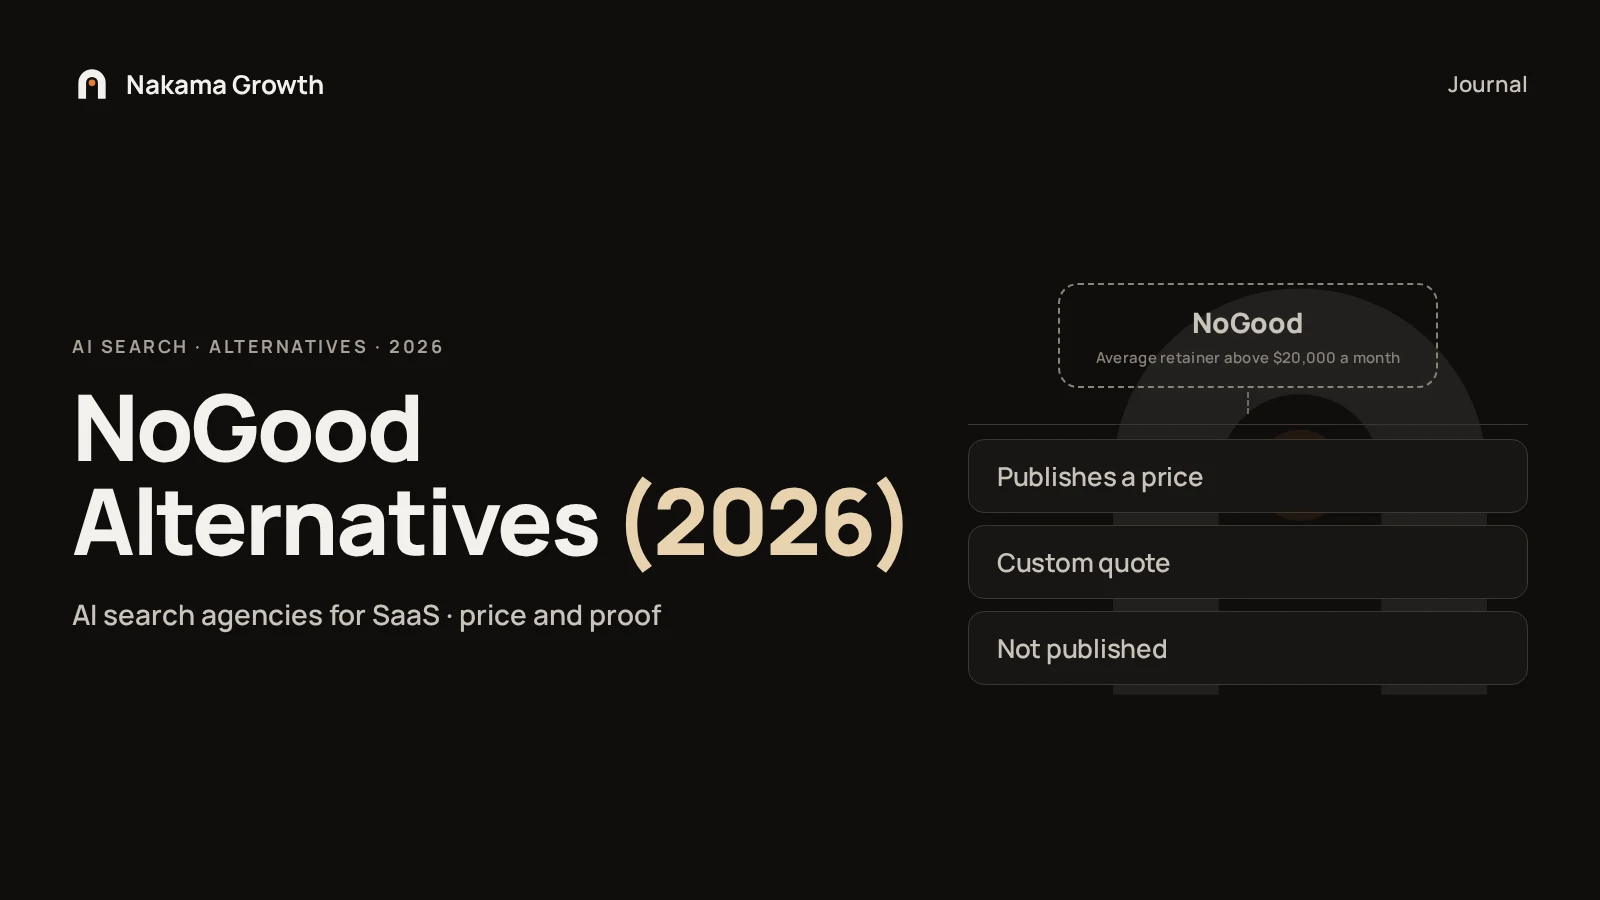 Nakama Growth
Journal
AI SEARCH · ALTERNATIVES · 2026
NoGood
Alternatives (2026)
AI search agencies for SaaS · price and proof
NoGood
Average retainer above $20,000 a month
Publishes a price
Custom quote
Not published